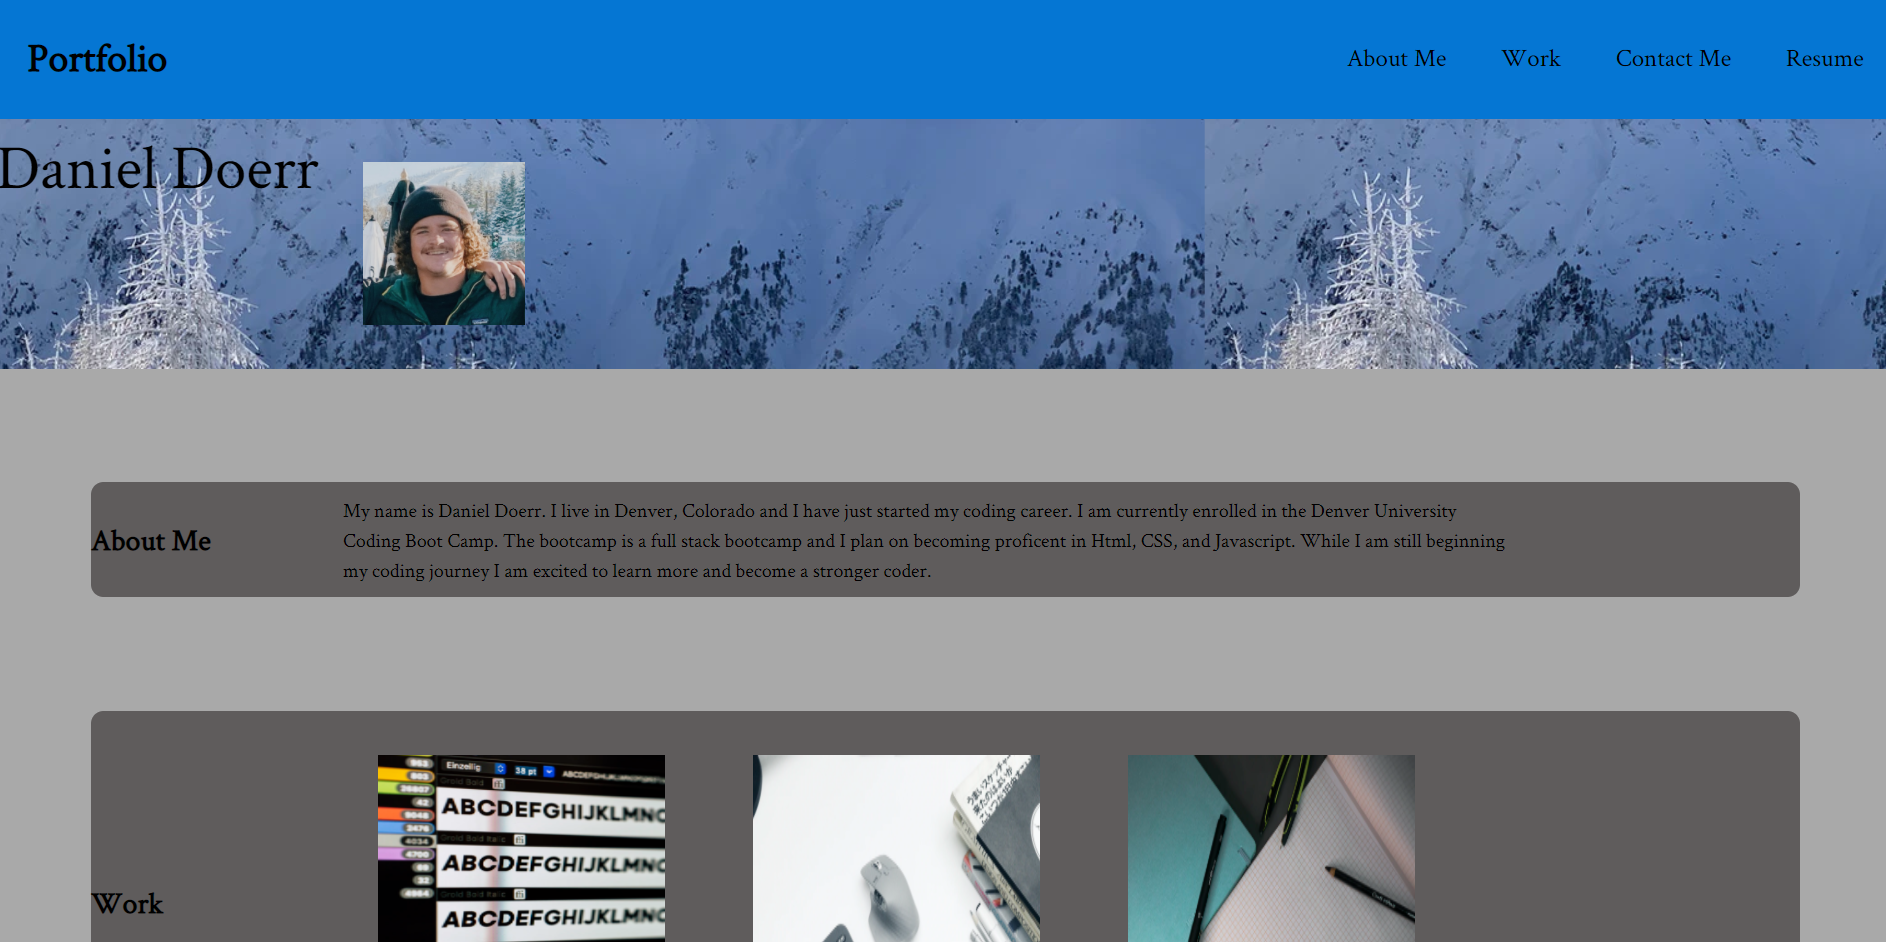 Portfolio
About Me
Work
Contact Me
Resume
Daniel Doerr
About Me
My name is Daniel Doerr. I live in Denver, Colorado and I have just started my coding career. I am currently enrolled in the Denver University
Coding Boot Camp. The bootcamp is a full stack bootcamp and I plan on becoming proficent in Html, CSS, and Javascript. While I am still beginning
my coding journey I am excited to learn more and become a stronger coder.
Work
Einzeilig 38 pt
ABCDEFGHIJKLMNO
ABCDEFGHIJKLMNO
ABCDEFGHIJKLMNO